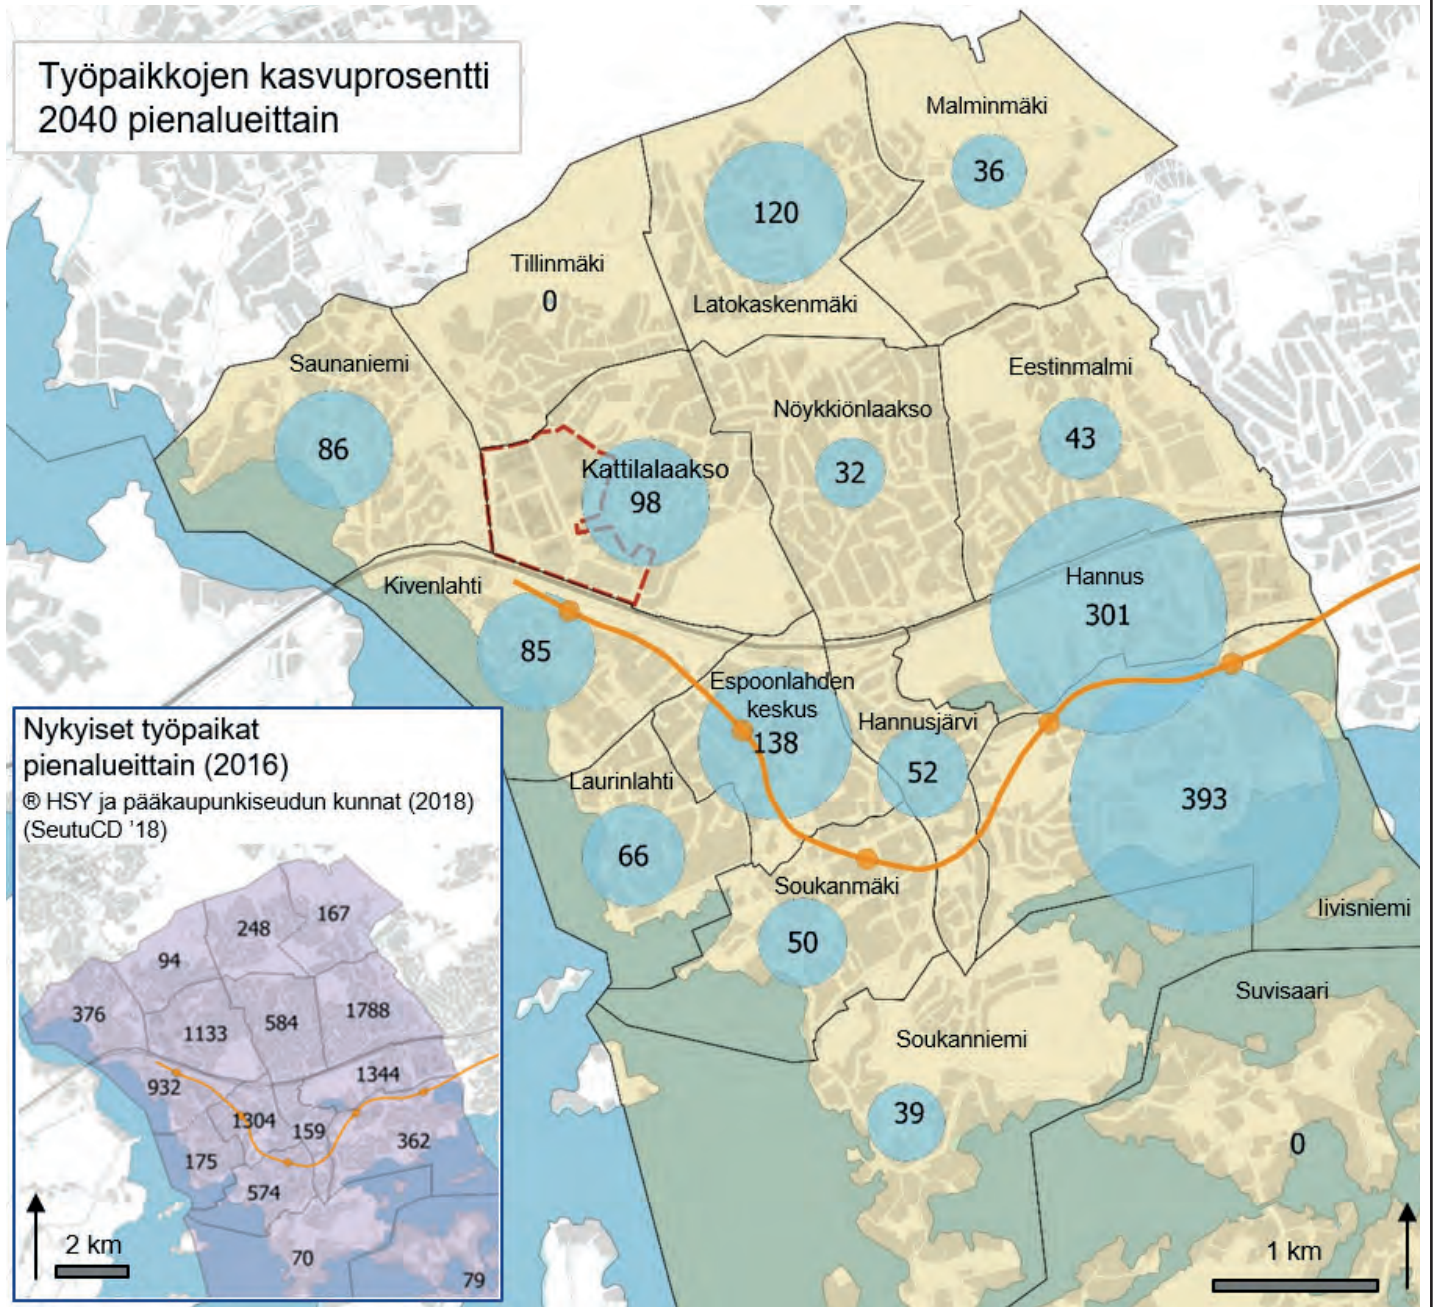 Työpaikkojen kasvuprosentti
2040 pienalueittain
Malminmäki
36
120
Latokaskenmäki
Tillinmäki
0
Saunaniemi
86
Eestinmalmi
43
Nöykkiönlaakso
32
Kattilalaakso
98
Kivenlahti
85
Hannus
301
Espoonlahden
keskus
138
Hannusjärvi
52
393
Laurinlahti
66
Soukanmäki
50
Iivisniemi
Suvisaari
0
Soukanniemi
39
1 km
Nykyiset työpaikat
pienalueittain (2016)
® HSY ja pääkaupunkiseudun kunnat (2018)
(SeutuCD '18)
167
248
94
376
1133
584
1788
932
1344
1304
159
362
175
574
70
79
2 km